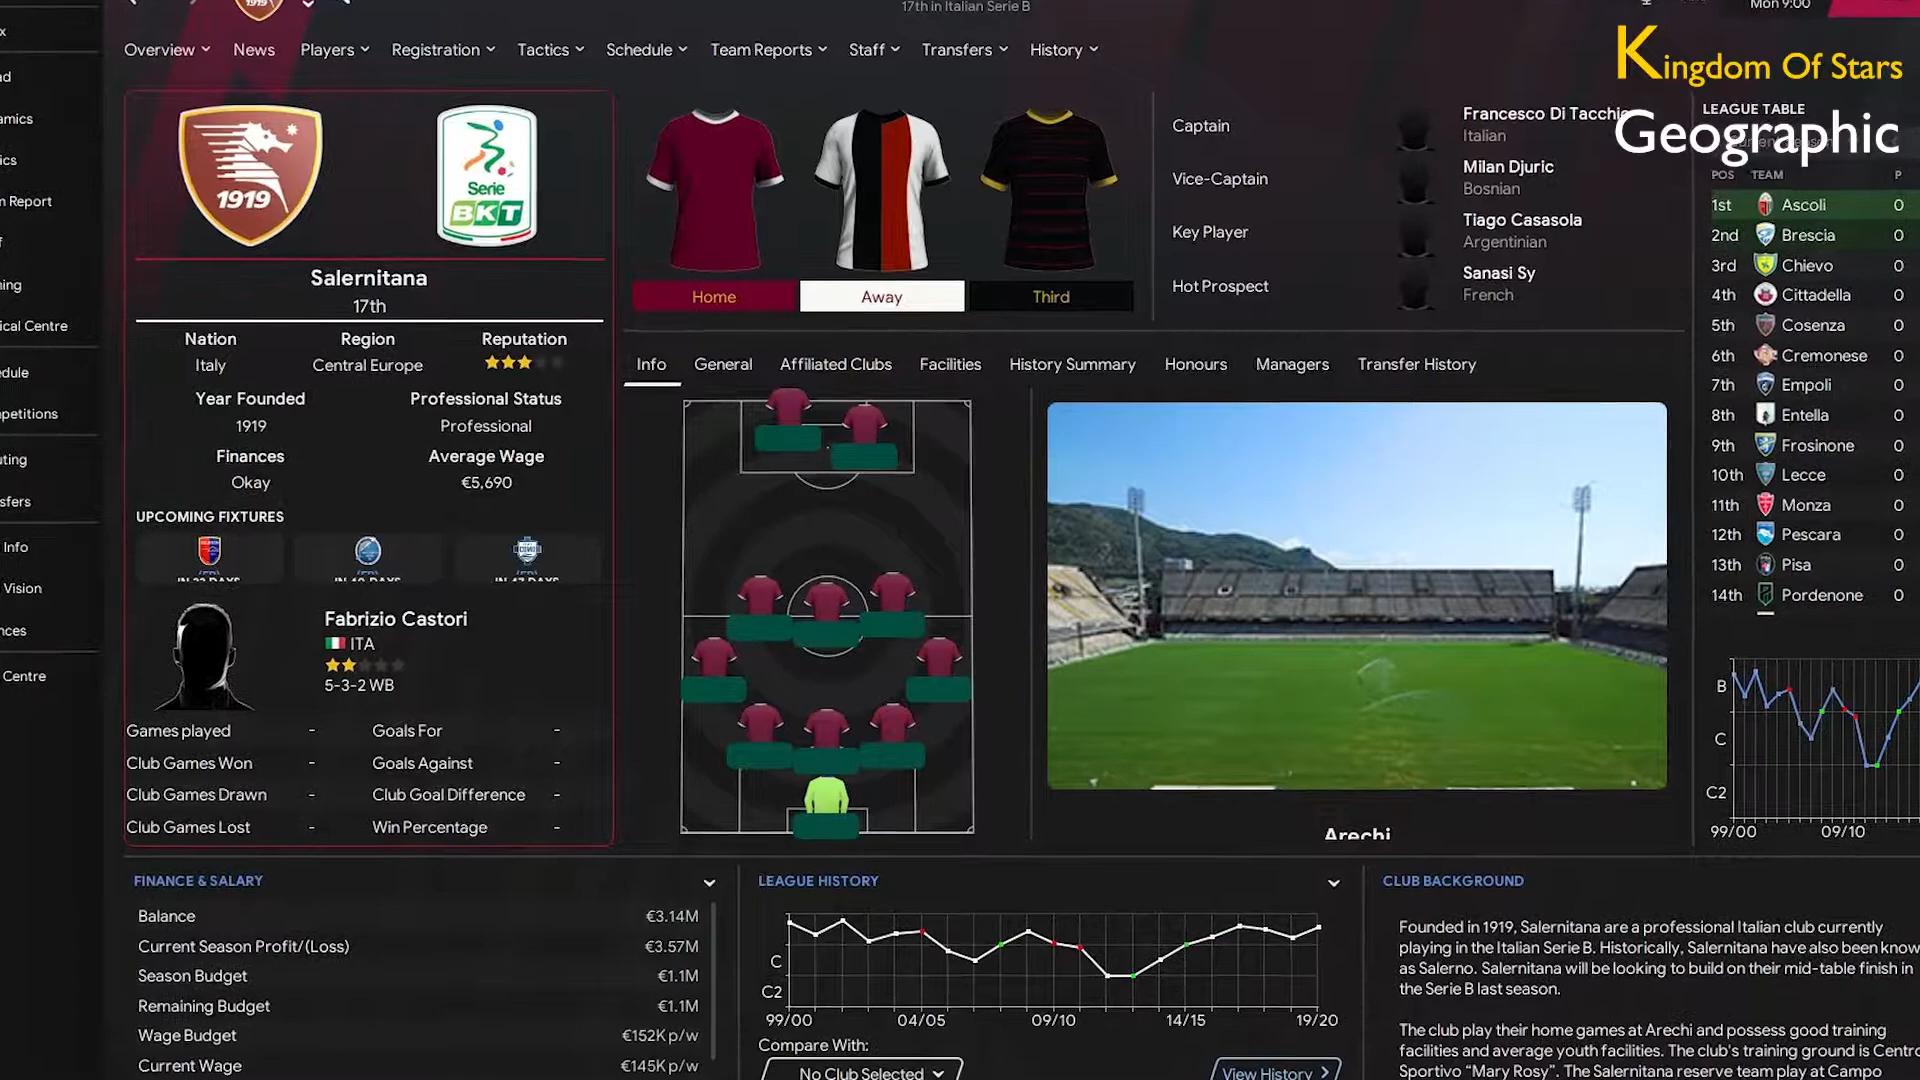 17th in Italian Serie B
Mon 9:00
Overview News Players Registration Tactics Schedule Team Reports Staff Transfers History
Kingdom Of Stars
Geographic
1919
Serie
BKT
Salernitana
17th
Nation Region Reputation
Italy Central Europe
Year Founded Professional Status
1919 Professional
Finances Average Wage
Okay €5,690
UPCOMING FIXTURES
Fabrizio Castori
ITA
5-3-2 WB
Games played - Goals For -
Club Games Won - Goals Against -
Club Games Drawn - Club Goal Difference -
Club Games Lost - Win Percentage -
Home Away Third
Captain Francesco Di Tacchio
Italian
Vice-Captain Milan Djuric
Bosnian
Key Player Tiago Casasola
Argentinian
Hot Prospect Sanasi Sy
French
Info General Affiliated Clubs Facilities History Summary Honours Managers Transfer History
Arechi
LEAGUE TABLE
POS TEAM P
1st Ascoli 0
2nd Brescia 0
3rd Chievo 0
4th Cittadella 0
5th Cosenza 0
6th Cremonese 0
7th Empoli 0
8th Entella 0
9th Frosinone 0
10th Lecce 0
11th Monza 0
12th Pescara 0
13th Pisa 0
14th Pordenone 0
B
C
C2
99/00 09/10
FINANCE & SALARY
Balance €3.14M
Current Season Profit/(Loss) €3.57M
Season Budget €1.1M
Remaining Budget €1.1M
Wage Budget €152K p/w
Current Wage €145K p/w
LEAGUE HISTORY
C
C2
99/00 04/05 09/10 14/15 19/20
Compare With:
No Club Selected View History
CLUB BACKGROUND
Founded in 1919, Salernitana are a professional Italian club currently
playing in the Italian Serie B. Historically, Salernitana have also been know
as Salerno. Salernitana will be looking to build on their mid-table finish in
the Serie B last season.
The club play their home games at Arechi and possess good training
facilities and average youth facilities. The club's training ground is Centro
Sportivo “Mary Rosy”. The Salernitana reserve team play at Campo
x
ad
amics
ics
m Report
f
ning
ical Centre
edule
petitions
uting
sfers
Info
Vision
nces
Centre